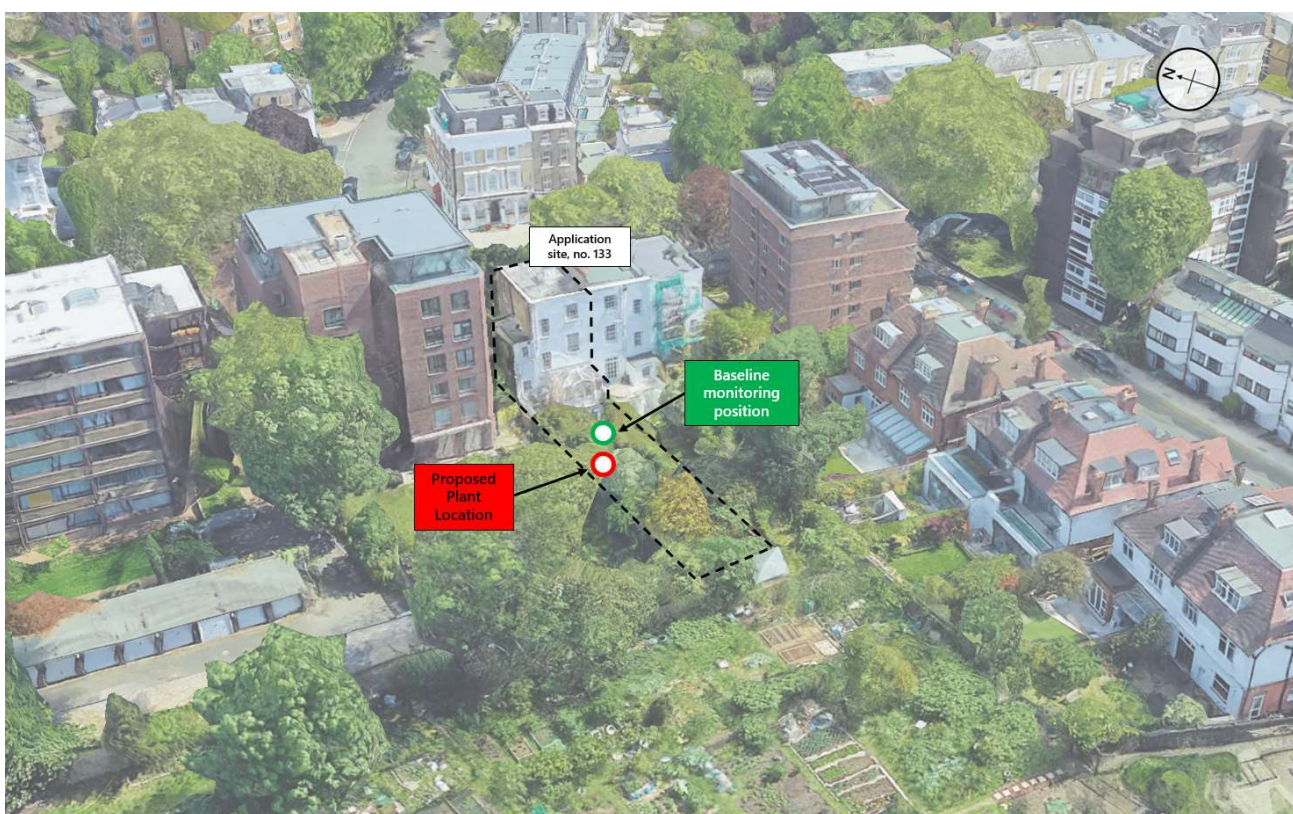 N
Application
site, no. 133
Baseline
monitoring
position
Proposed
Plant
Location